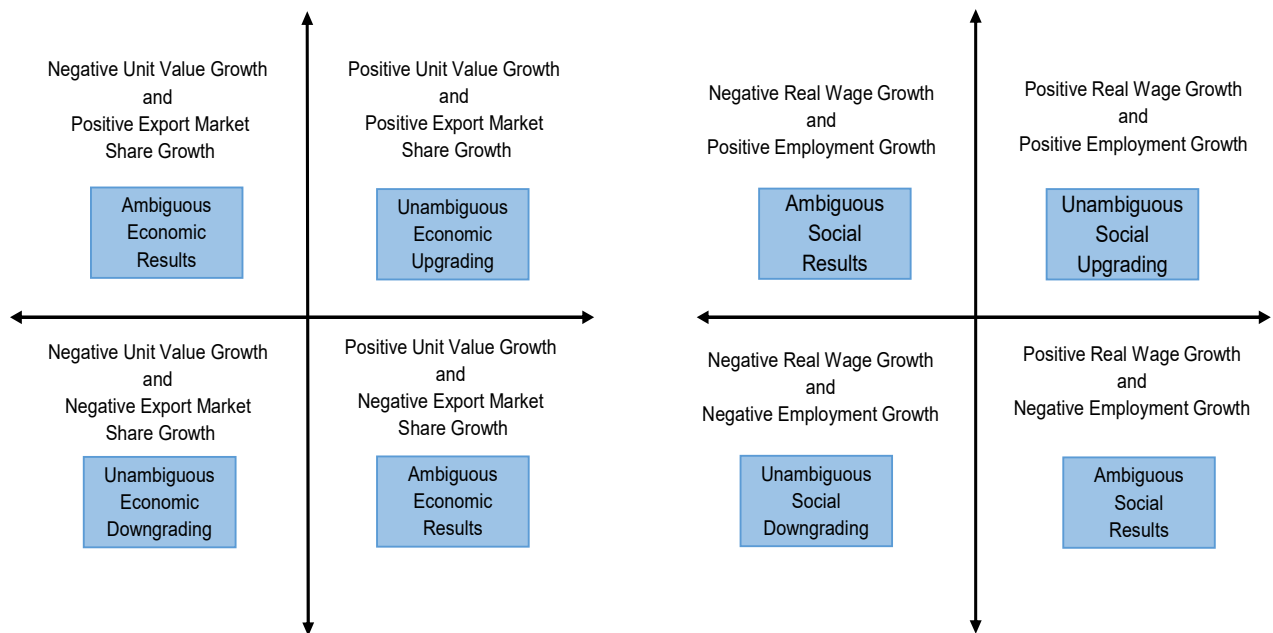 Negative Unit Value Growth
and
Positive Export Market
Share Growth
Ambiguous
Economic
Results
Positive Unit Value Growth
and
Positive Export Market
Share Growth
Unambiguous
Economic
Upgrading
Negative Unit Value Growth
and
Negative Export Market
Share Growth
Unambiguous
Economic
Downgrading
Positive Unit Value Growth
and
Negative Export Market
Share Growth
Ambiguous
Economic
Results
Negative Real Wage Growth
and
Positive Employment Growth
Ambiguous
Social
Results
Positive Real Wage Growth
and
Positive Employment Growth
Unambiguous
Social
Upgrading
Negative Real Wage Growth
and
Negative Employment Growth
Unambiguous
Social
Downgrading
Positive Real Wage Growth
and
Negative Employment Growth
Ambiguous
Social
Results